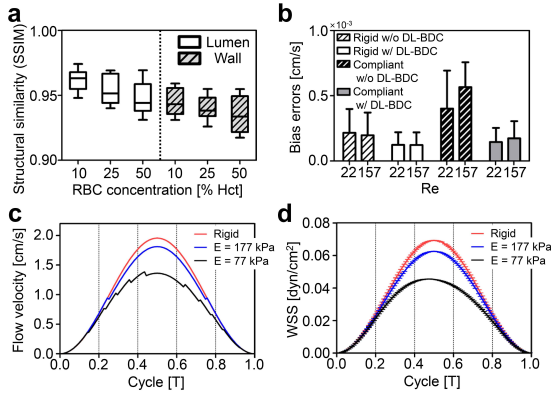 a
Structural similarity (SSIM)
1.00
0.95
0.90
Lumen
Wall
10 25 50 10 25 50
RBC concentration [% Hct]
b
×10⁻³
Bias errors [cm/s]
1.0
0.5
0.0
Rigid w/o DL-BDC
Rigid w/ DL-BDC
Compliant
w/o DL-BDC
Compliant
w/ DL-BDC
22 157 22 157 22 157 22 157
Re
c
Flow velocity [cm/s]
2.0
1.5
1.0
0.5
0.0
Rigid
E = 177 kPa
E = 77 kPa
0.0 0.2 0.4 0.6 0.8 1.0
Cycle [T]
d
WSS [dyn/cm²]
0.08
0.06
0.04
0.02
0.00
Rigid
E = 177 kPa
E = 77 kPa
0.0 0.2 0.4 0.6 0.8 1.0
Cycle [T]